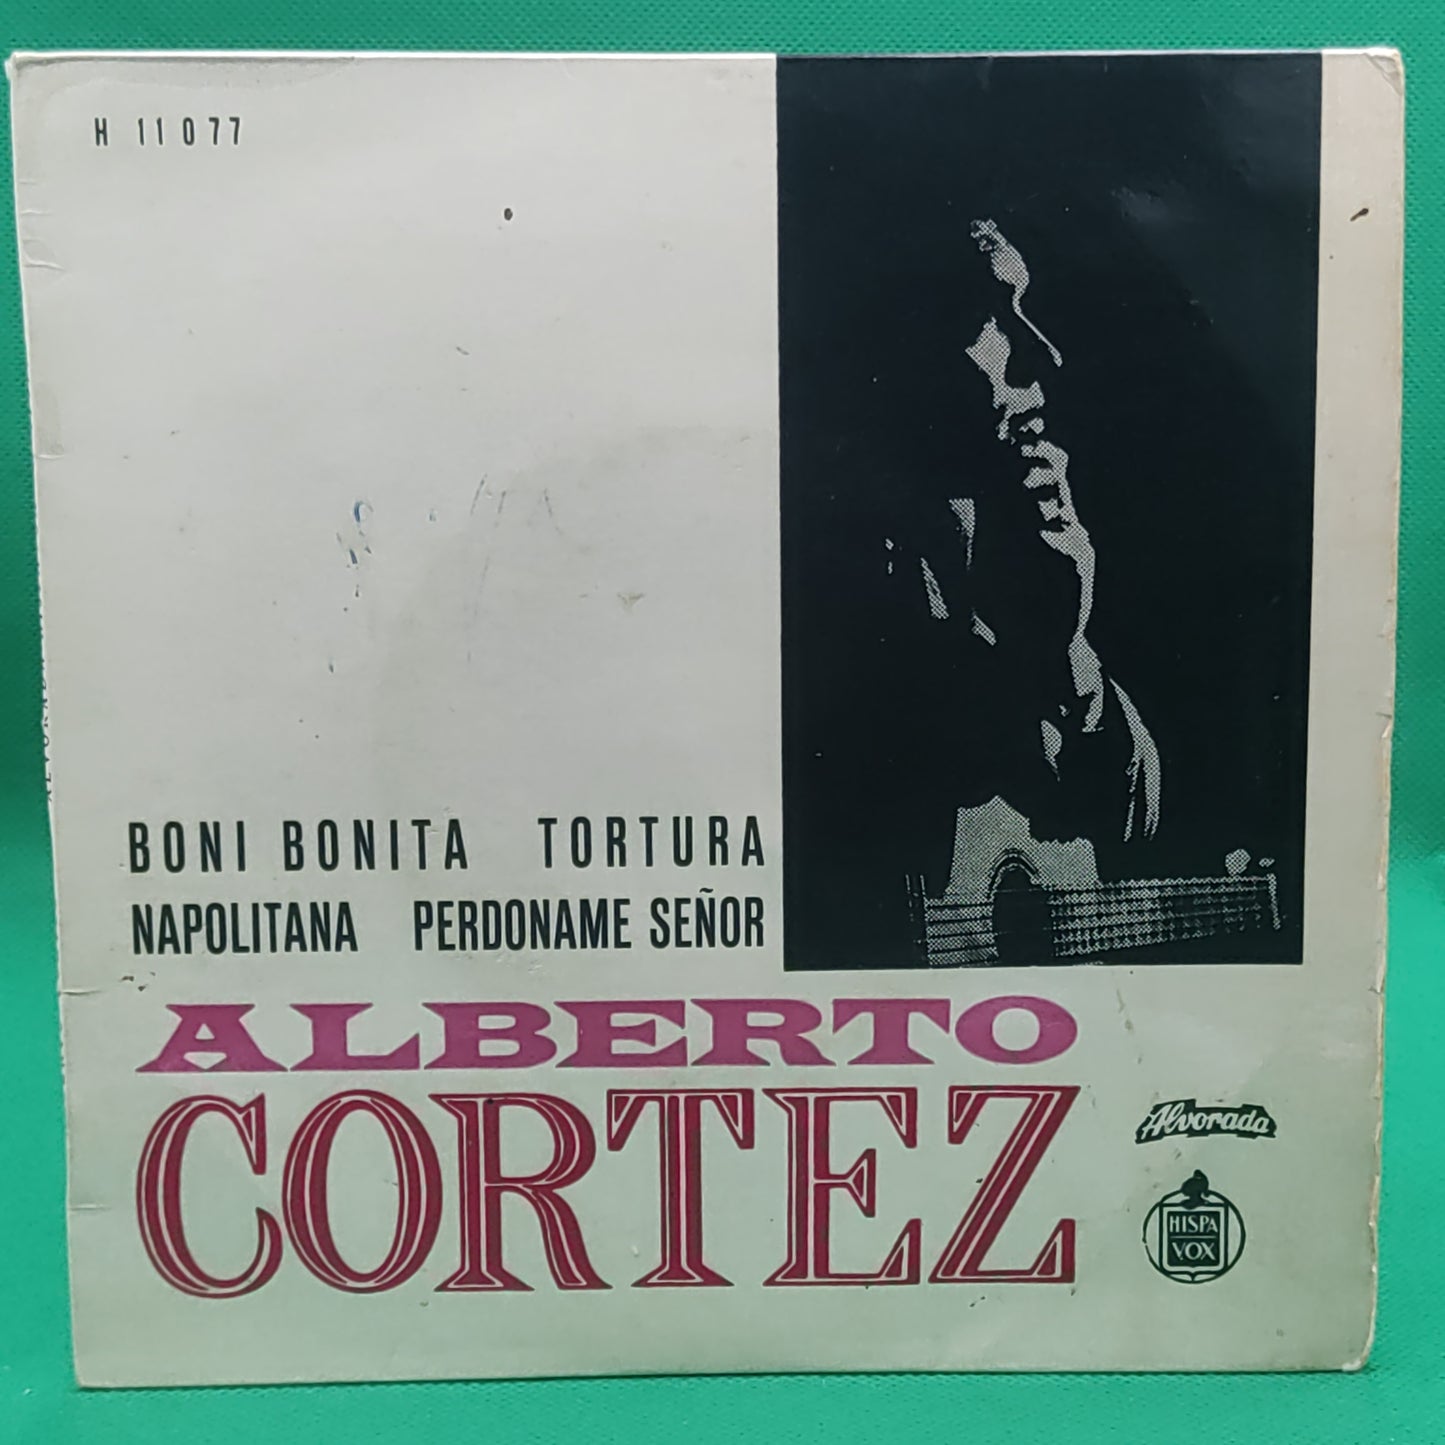 H 11077
BONI BONITA TORTURA
NAPOLITANA PERDONAME SEÑOR
ALBERTO
CORTEZ
Alvorada
HISPA
VOX